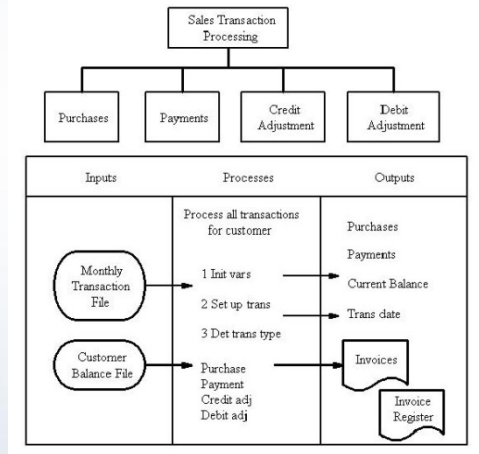 Sales Transaction
Processing
Purchases
Payments
Credit
Adjustment
Debit
Adjustment
Inputs
Processes
Outputs
Process all transactions
for customer
Monthly
Transaction
File
Customer
Balance File
1 Init vars
2 Set up trans
3 Det trans type
Purchase
Payment
Credit adj
Debit adj
Purchases
Payments
Current Balance
Trans date
Invoices
Invoice
Register